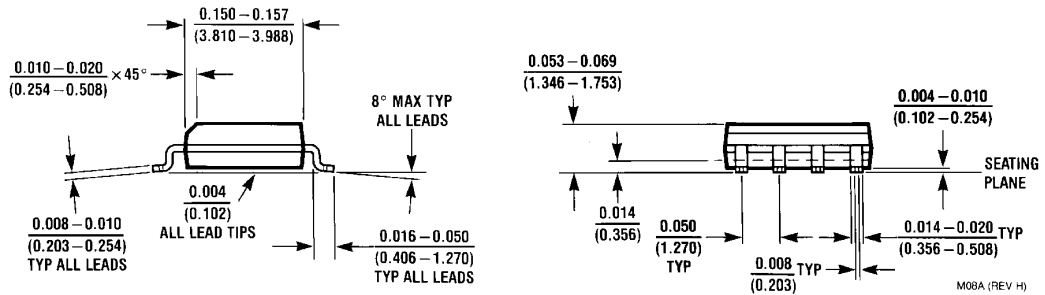 0.150 – 0.157
(3.810 – 3.988)
0.010 – 0.020 × 45°
(0.254 – 0.508)
8° MAX TYP
ALL LEADS
0.008 – 0.010
(0.203 – 0.254)
TYP ALL LEADS
0.004
(0.102)
ALL LEAD TIPS
0.016 – 0.050
(0.406 – 1.270)
TYP ALL LEADS
0.053 – 0.069
(1.346 – 1.753)
0.004 – 0.010
(0.102 – 0.254)
SEATING
PLANE
0.014
(0.356)
0.050
(1.270)
TYP
0.014 – 0.020 TYP
(0.356 – 0.508)
0.008 TYP
(0.203)
M08A (REV H)